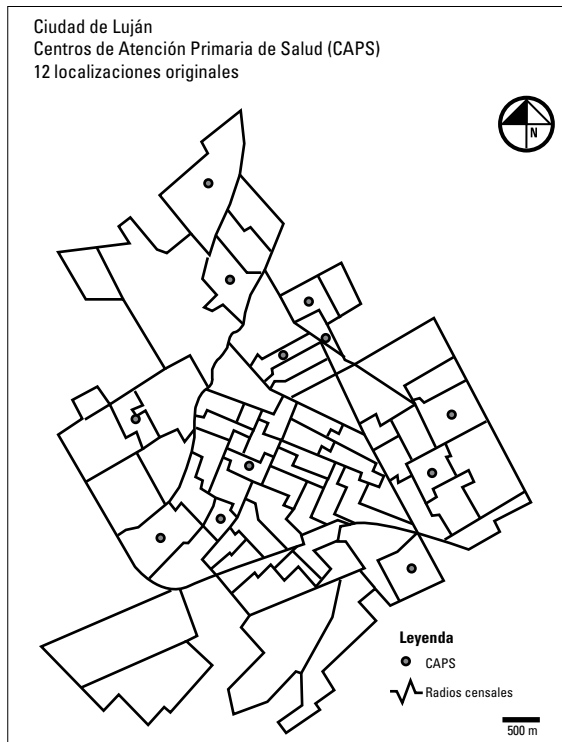 Ciudad de Luján
Centros de Atención Primaria de Salud (CAPS)
12 localizaciones originales
N
Leyenda
CAPS
Radios censales
500 m